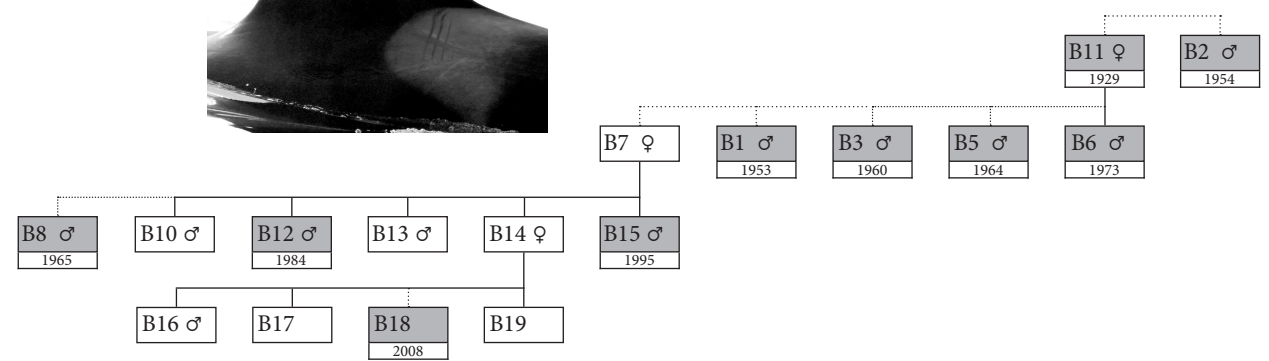 B11 ♀
1929
B2 ♂
1954
B7 ♀
B1 ♂
1953
B3 ♂
1960
B5 ♂
1964
B6 ♂
1973
B8 ♂
1965
B10 ♂
B12 ♂
1984
B13 ♂
B14 ♀
B15 ♂
1995
B16 ♂
B17
B18
2008
B19